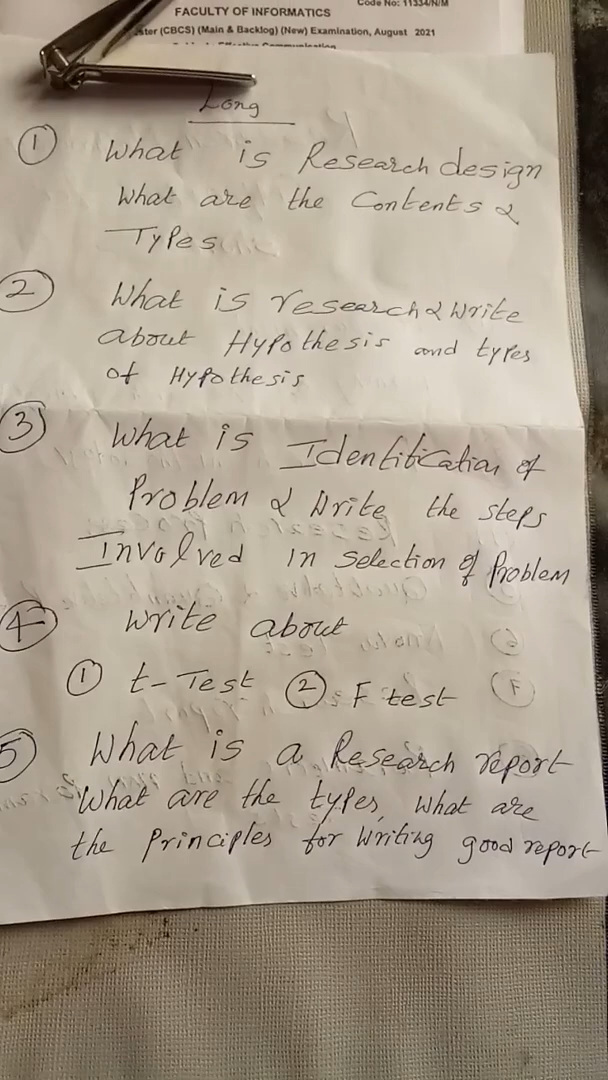 Code No: 11334/N/M
FACULTY OF INFORMATICS
ster (CBCS) (Main & Backlog) (New) Examination, August 2021
Long
① What is Research design
What are the Contents &
Types
② What is research & Write
about Hypothesis and types
of Hypothesis
③ What is Identification of
Problem & Write the steps
Involved in Selection of Problem
④ Write about
① t-Test ② F test
⑤ What is a Research report
What are the types, What are
the Principles for Writing good report